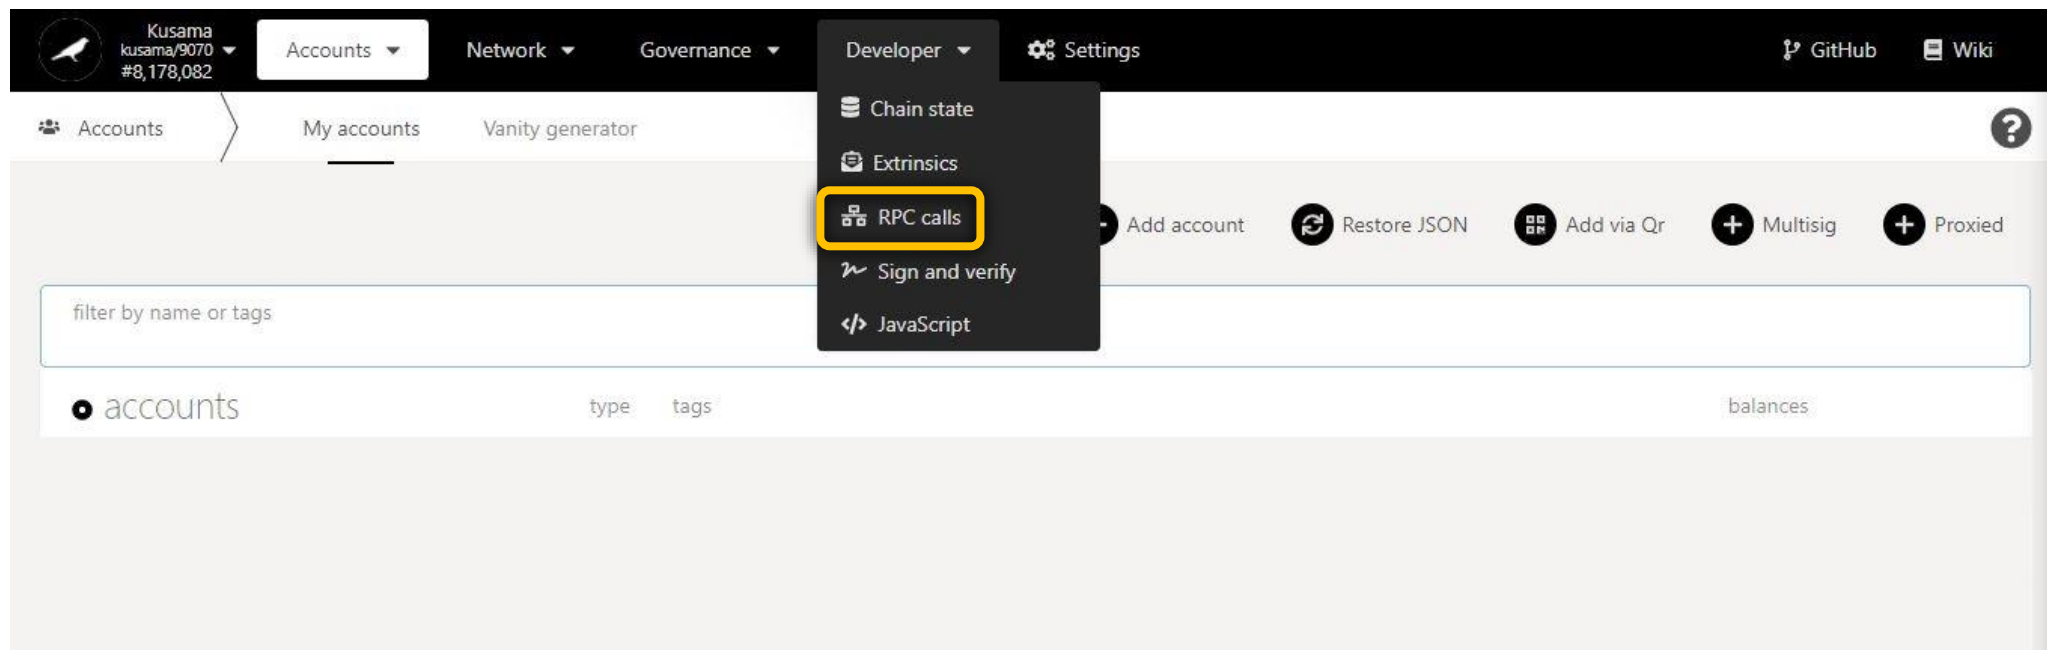 Kusama
kusama/9070
#8,178,082
Accounts
Network
Governance
Developer
Settings
GitHub
Wiki
Accounts
My accounts
Vanity generator
Chain state
Extrinsics
RPC calls
Sign and verify
JavaScript
Add account
Restore JSON
Add via Qr
Multisig
Proxied
filter by name or tags
accounts type tags balances